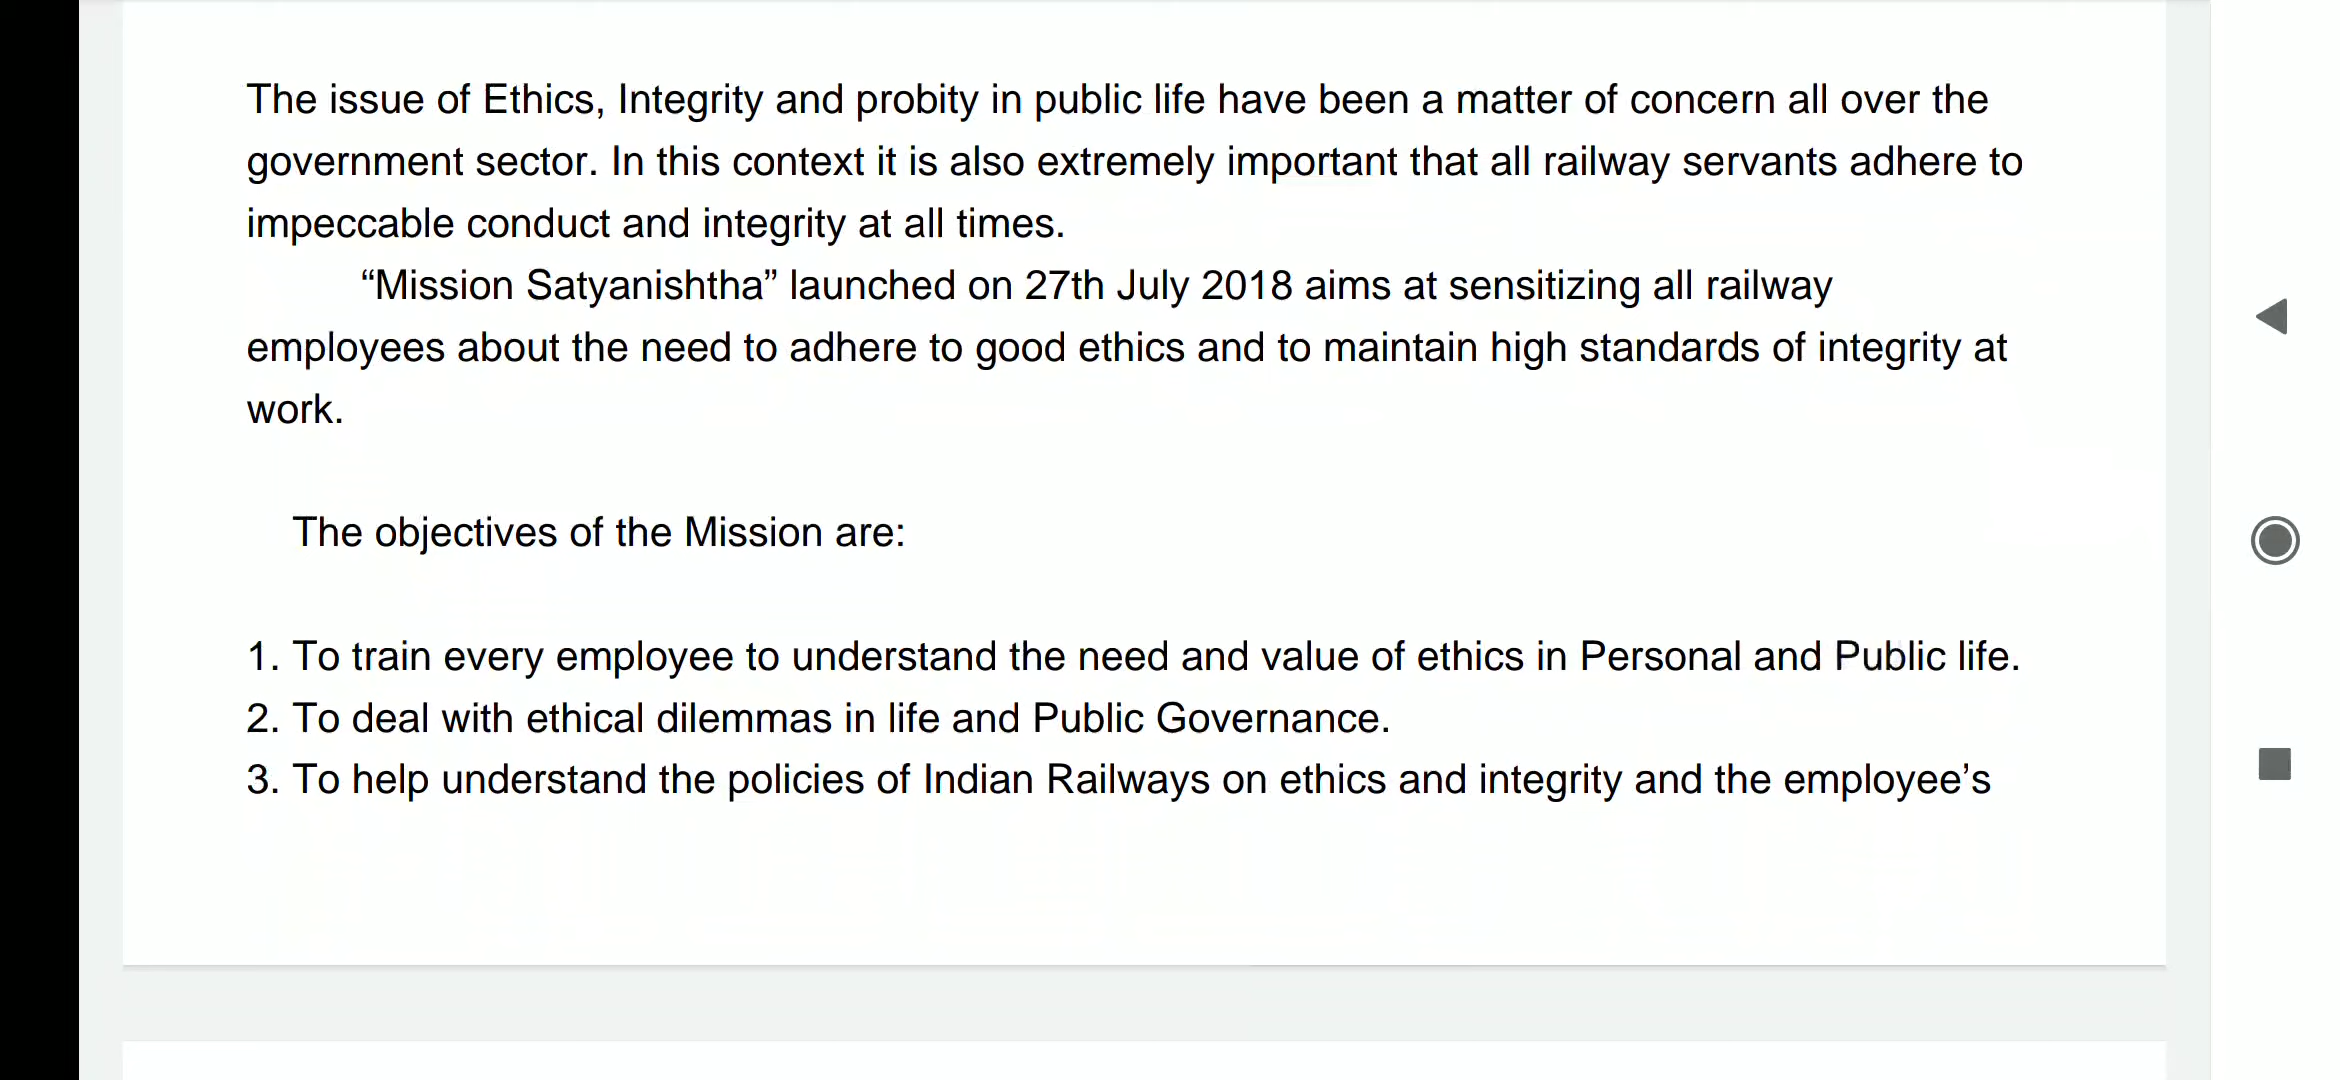 The issue of Ethics, Integrity and probity in public life have been a matter of concern all over the
government sector. In this context it is also extremely important that all railway servants adhere to
impeccable conduct and integrity at all times.
“Mission Satyanishtha” launched on 27th July 2018 aims at sensitizing all railway
employees about the need to adhere to good ethics and to maintain high standards of integrity at
work.
The objectives of the Mission are:
1. To train every employee to understand the need and value of ethics in Personal and Public life.
2. To deal with ethical dilemmas in life and Public Governance.
3. To help understand the policies of Indian Railways on ethics and integrity and the employee’s